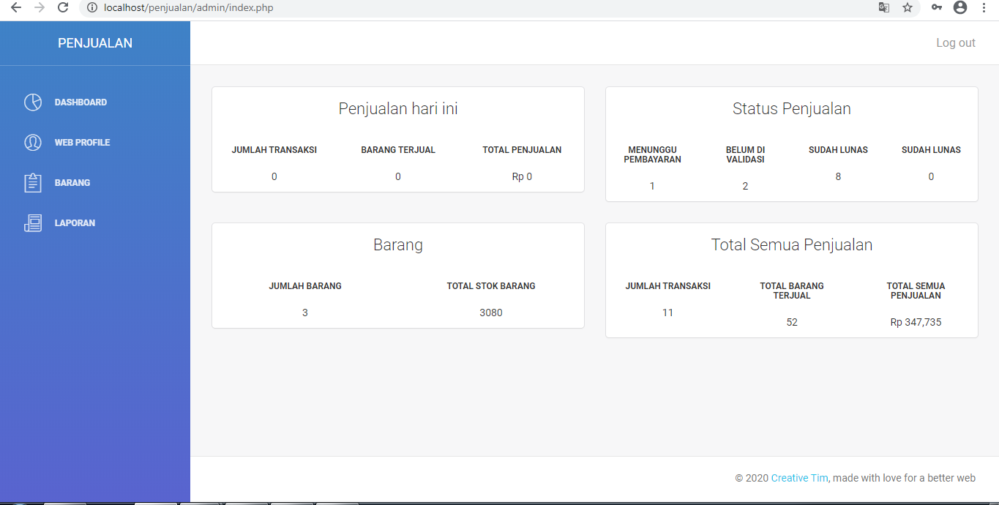 localhost/penjualan/admin/index.php
PENJUALAN
Log out
DASHBOARD
WEB PROFILE
BARANG
LAPORAN
Penjualan hari ini
JUMLAH TRANSAKSI
0
BARANG TERJUAL
0
TOTAL PENJUALAN
Rp 0
Status Penjualan
MENUNGGU
PEMBAYARAN
1
BELUM DI
VALIDASI
2
SUDAH LUNAS
8
SUDAH LUNAS
0
Barang
JUMLAH BARANG
3
TOTAL STOK BARANG
3080
Total Semua Penjualan
JUMLAH TRANSAKSI
11
TOTAL BARANG
TERJUAL
52
TOTAL SEMUA
PENJUALAN
Rp 347,735
© 2020 Creative Tim, made with love for a better web